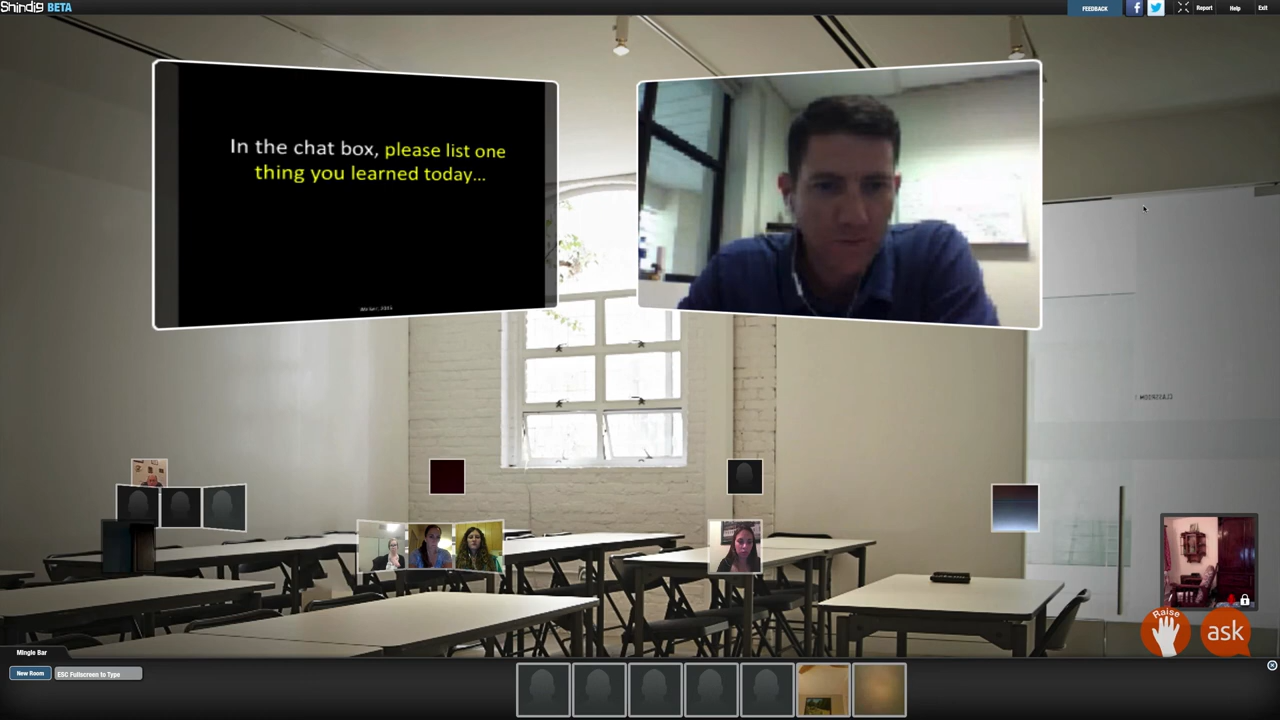 Shindig BETA
FEEDBACK
Report
Help
Exit
In the chat box, please list one
thing you learned today...
CLASSROOM
Raise
ask
Mingle Bar
New Room
ESC Fullscreen to Type